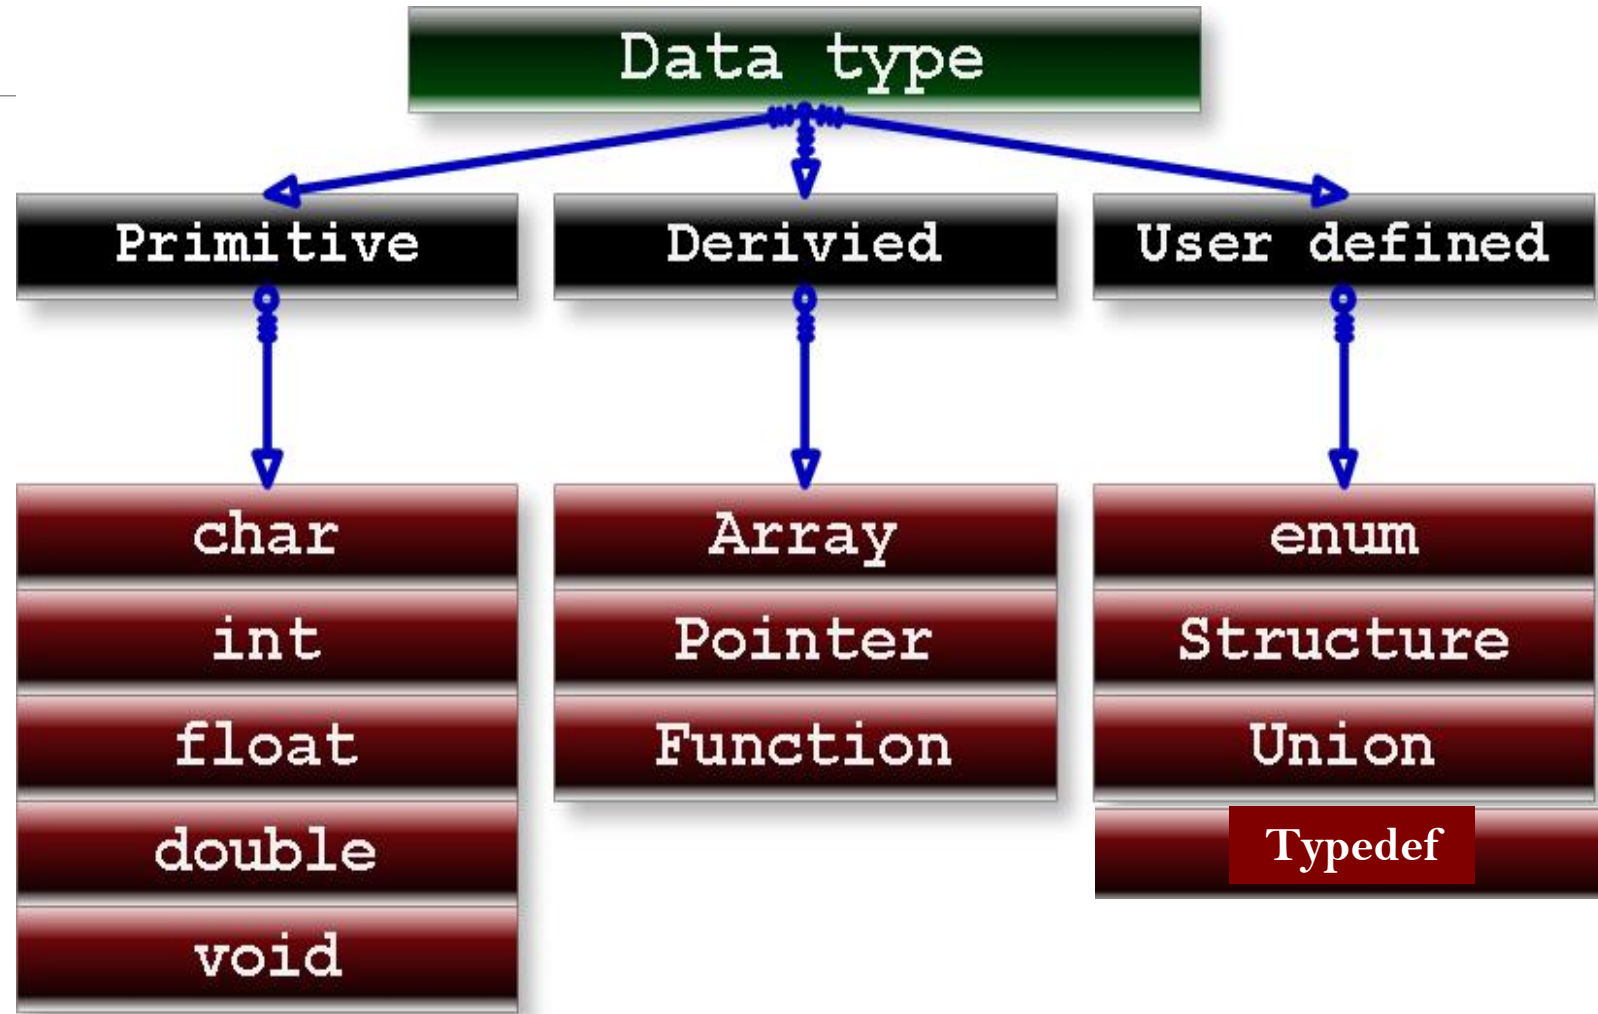 Data type
Primitive
Derivied
User defined
char
int
float
double
void
Array
Pointer
Function
enum
Structure
Union
Typedef